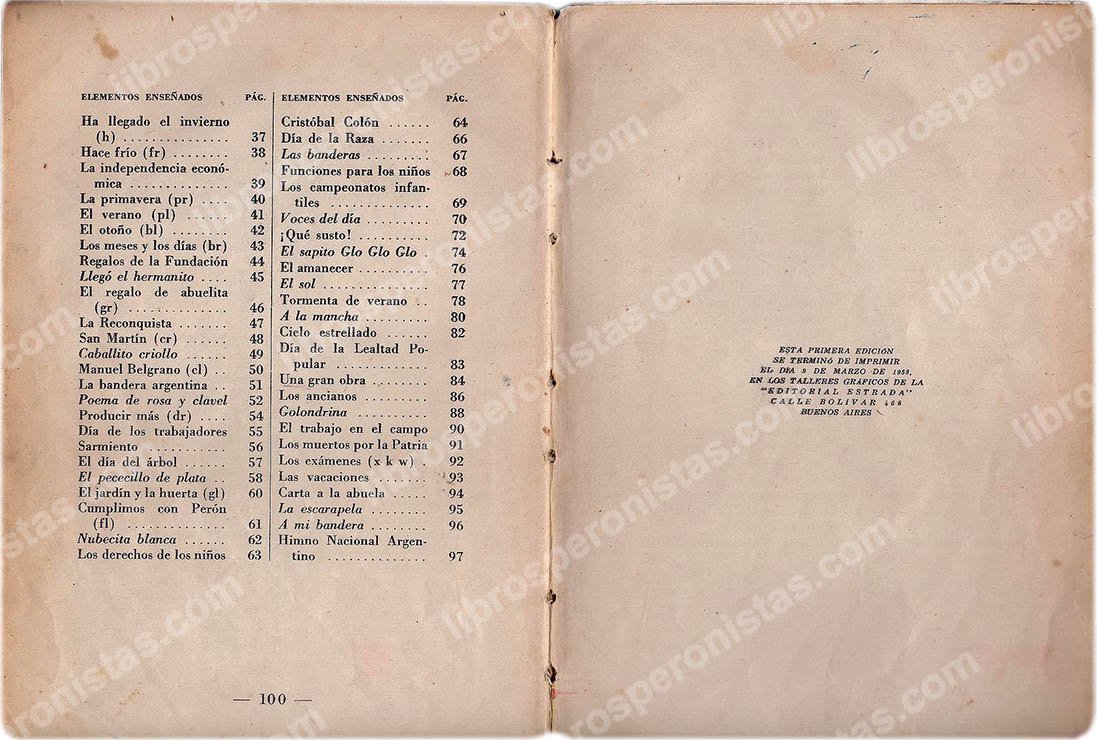 ELEMENTOS ENSEÑADOS PÁG.
Ha llegado el invierno
(h) ............... 37
Hace frío (fr) ........ 38
La independencia econó-
mica .............. 39
La primavera (pr) .... 40
El verano (pl) ...... 41
El otoño (bl) ........ 42
Los meses y los días (br) 43
Regalos de la Fundación 44
Llegó el hermanito .... 45
El regalo de abuelita
(gr) .............. 46
La Reconquista ....... 47
San Martín (cr) ...... 48
Caballito criollo ...... 49
Manuel Belgrano (cl) .. 50
La bandera argentina .. 51
Poema de rosa y clavel 52
Producir más (dr) .... 54
Día de los trabajadores 55
Sarmiento ........... 56
El día del árbol ...... 57
El pececillo de plata .. 58
El jardín y la huerta (gl) 60
Cumplimos con Perón
(fl) .............. 61
Nubecita blanca ...... 62
Los derechos de los niños 63
— 100 —
ELEMENTOS ENSEÑADOS PÁG.
Cristóbal Colón ...... 64
Día de la Raza ....... 66
Las banderas ......... 67
Funciones para los niños 68
Los campeonatos infan-
tiles .............. 69
Voces del día ......... 70
¡Qué susto! .......... 72
El sapito Glo Glo Glo . 74
El amanecer .......... 76
El sol ............... 77
Tormenta de verano .. 78
A la mancha ......... 80
Cielo estrellado ...... 82
Día de la Lealtad Po-
pular ............. 83
Una gran obra ........ 84
Los ancianos ......... 86
Golondrina .......... 88
El trabajo en el campo 90
Los muertos por la Patria 91
Los exámenes (x k w) . 92
Las vacaciones ....... 93
Carta a la abuela ..... 94
La escarapela ........ 95
A mi bandera ........ 96
Himno Nacional Argen-
tino .............. 97
ESTA PRIMERA EDICIÓN
SE TERMINÓ DE IMPRIMIR
EL DÍA 9 DE MARZO DE 1953,
EN LOS TALLERES GRÁFICOS DE LA
"EDITORIAL ESTRADA"
CALLE BOLÍVAR 466
BUENOS AIRES
librosperonistas.com